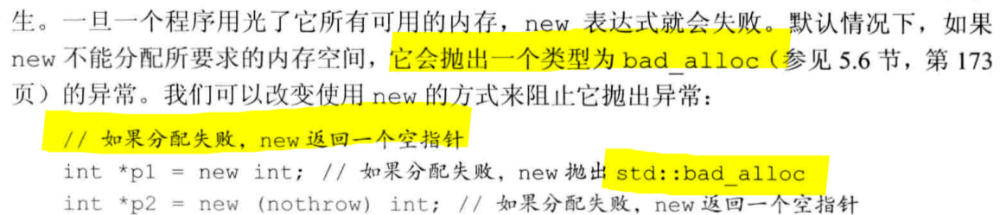 生。一旦一个程序用光了它所有可用的内存，new 表达式就会失败。默认情况下，如果
new 不能分配所要求的内存空间，它会抛出一个类型为 bad_alloc（参见 5.6 节，第 173
页）的异常。我们可以改变使用 new 的方式来阻止它抛出异常：
// 如果分配失败，new 返回一个空指针
int *p1 = new int; // 如果分配失败，new 抛出 std::bad_alloc
int *p2 = new (nothrow) int; // 如果分配失败，new 返回一个空指针